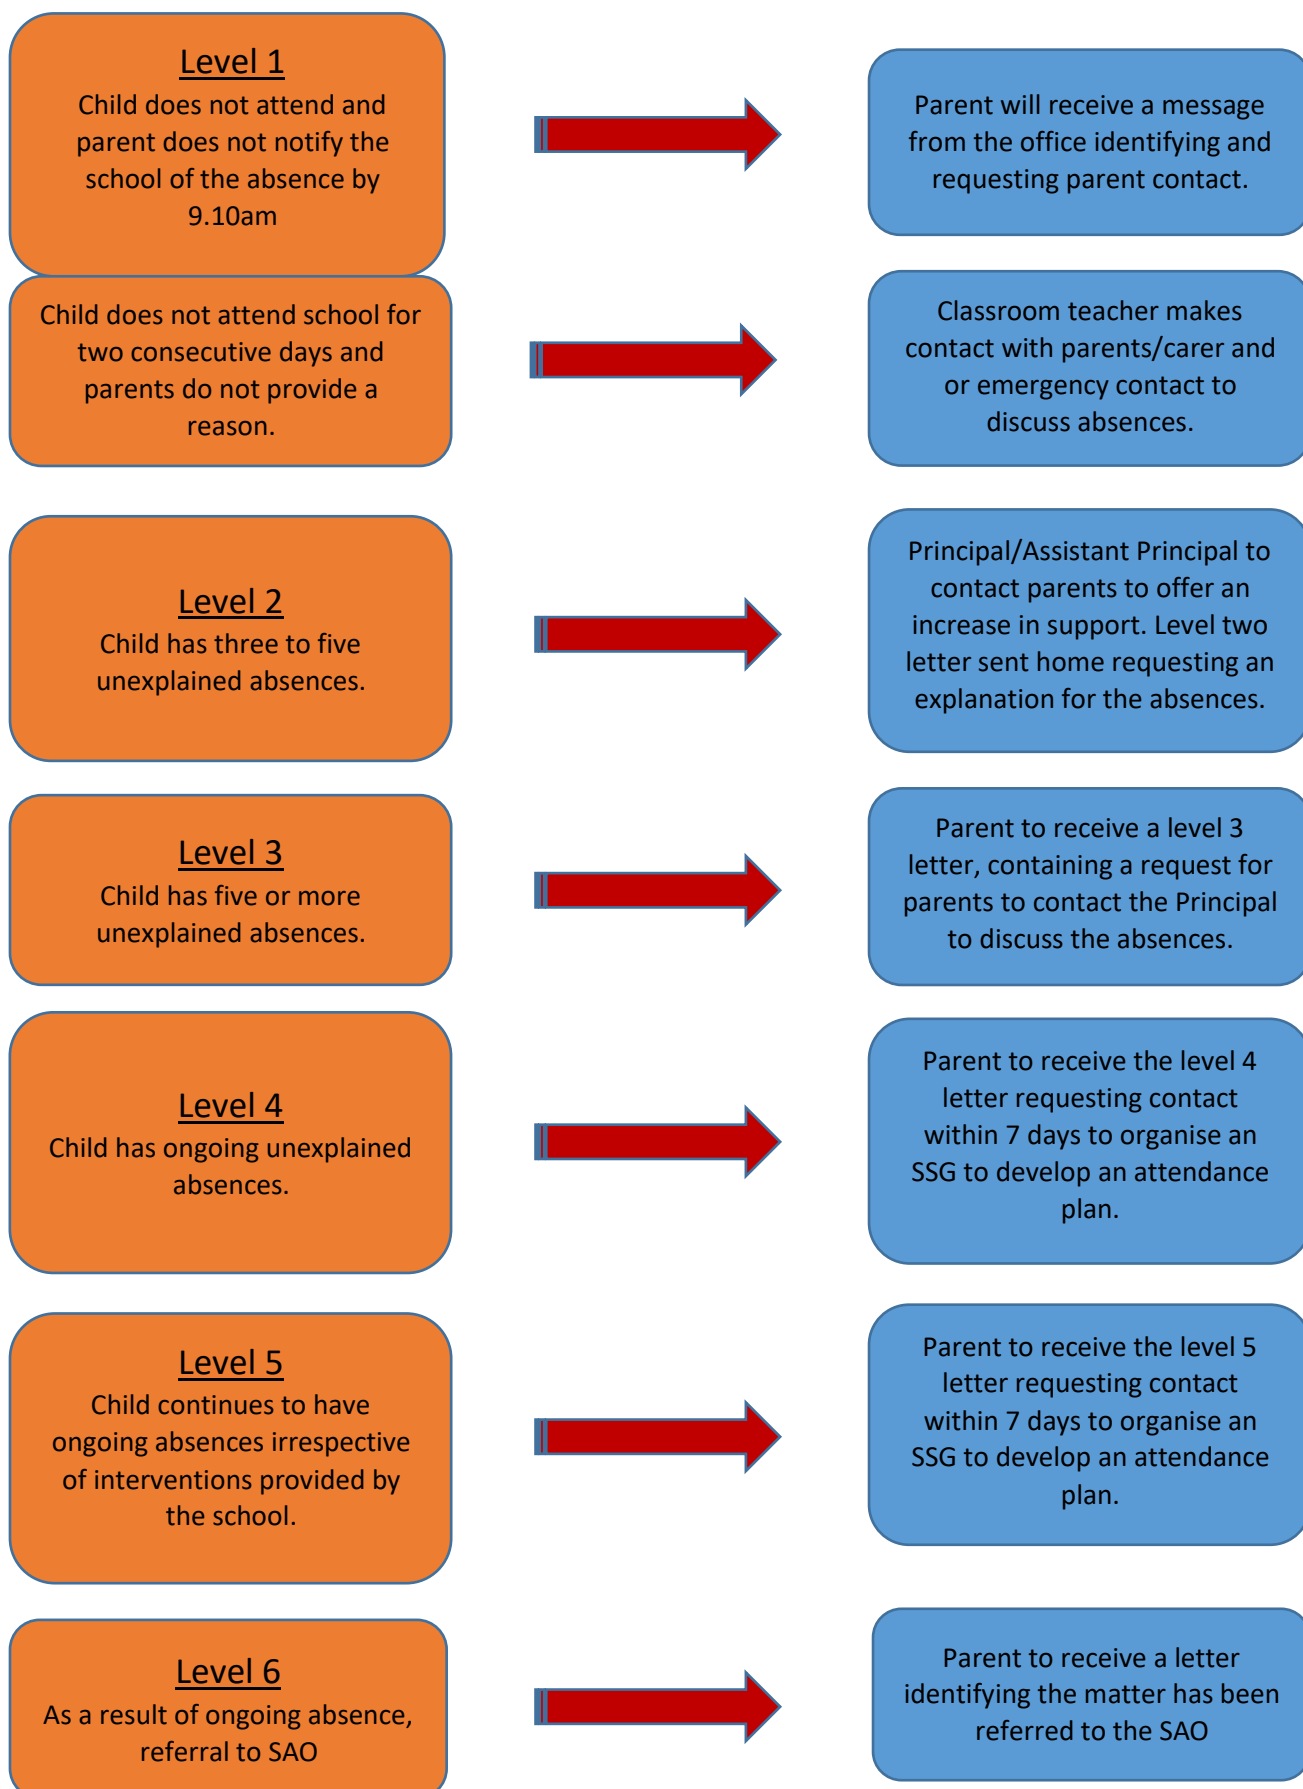 Level 1
Child does not attend and
parent does not notify the
school of the absence by
9.10am
Parent will receive a message
from the office identifying and
requesting parent contact.
Child does not attend school for
two consecutive days and
parents do not provide a
reason.
Classroom teacher makes
contact with parents/carer and
or emergency contact to
discuss absences.
Level 2
Child has three to five
unexplained absences.
Principal/Assistant Principal to
contact parents to offer an
increase in support. Level two
letter sent home requesting an
explanation for the absences.
Level 3
Child has five or more
unexplained absences.
Parent to receive a level 3
letter, containing a request for
parents to contact the Principal
to discuss the absences.
Level 4
Child has ongoing unexplained
absences.
Parent to receive the level 4
letter requesting contact
within 7 days to organise an
SSG to develop an attendance
plan.
Level 5
Child continues to have
ongoing absences irrespective
of interventions provided by
the school.
Parent to receive the level 5
letter requesting contact
within 7 days to organise an
SSG to develop an attendance
plan.
Level 6
As a result of ongoing absence,
referral to SAO
Parent to receive a letter
identifying the matter has been
referred to the SAO